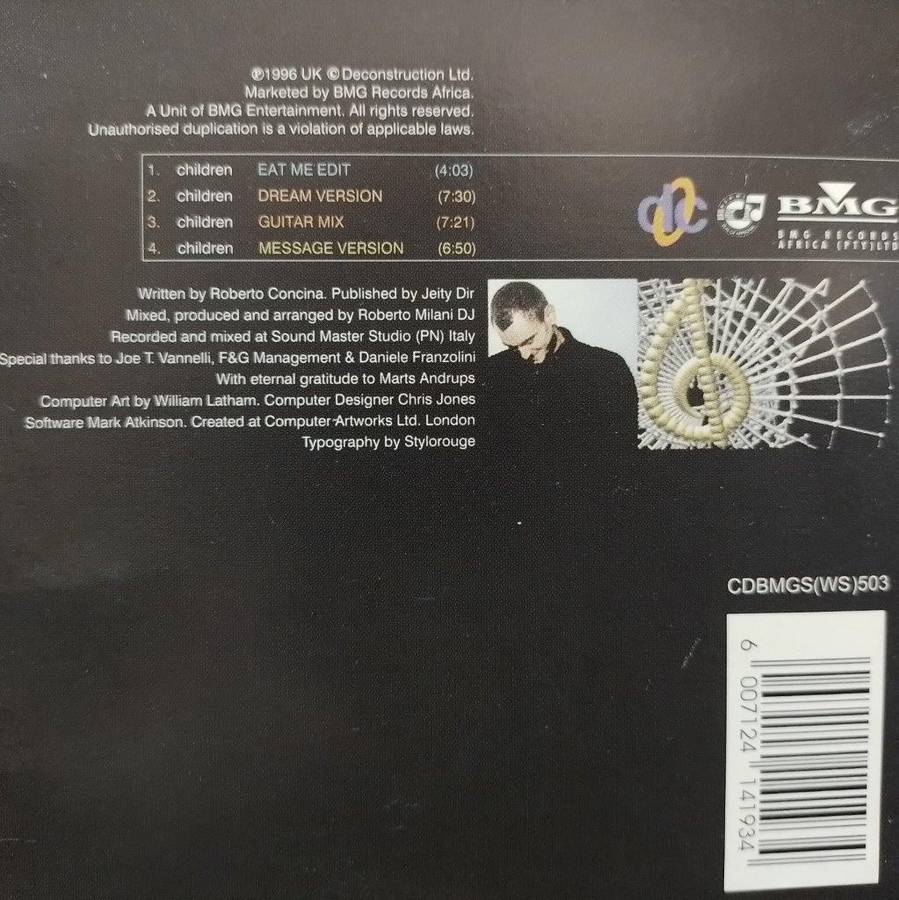 ℗1996 UK © Deconstruction Ltd.
Marketed by BMG Records Africa.
A Unit of BMG Entertainment. All rights reserved.
Unauthorised duplication is a violation of applicable laws.
1. children EAT ME EDIT (4:03)
2. children DREAM VERSION (7:30)
3. children GUITAR MIX (7:21)
4. children MESSAGE VERSION (6:50)
dnc
BMG
BMG RECORDS
AFRICA (PTY) LTD
Written by Roberto Concina. Published by Jeity Dir
Mixed, produced and arranged by Roberto Milani DJ
Recorded and mixed at Sound Master Studio (PN) Italy
Special thanks to Joe T. Vannelli, F&G Management & Daniele Franzolini
With eternal gratitude to Marts Andrups
Computer Art by William Latham. Computer Designer Chris Jones
Software Mark Atkinson. Created at Computer Artworks Ltd. London
Typography by Stylorouge
CDBMGS(WS)503
6 007124 141934